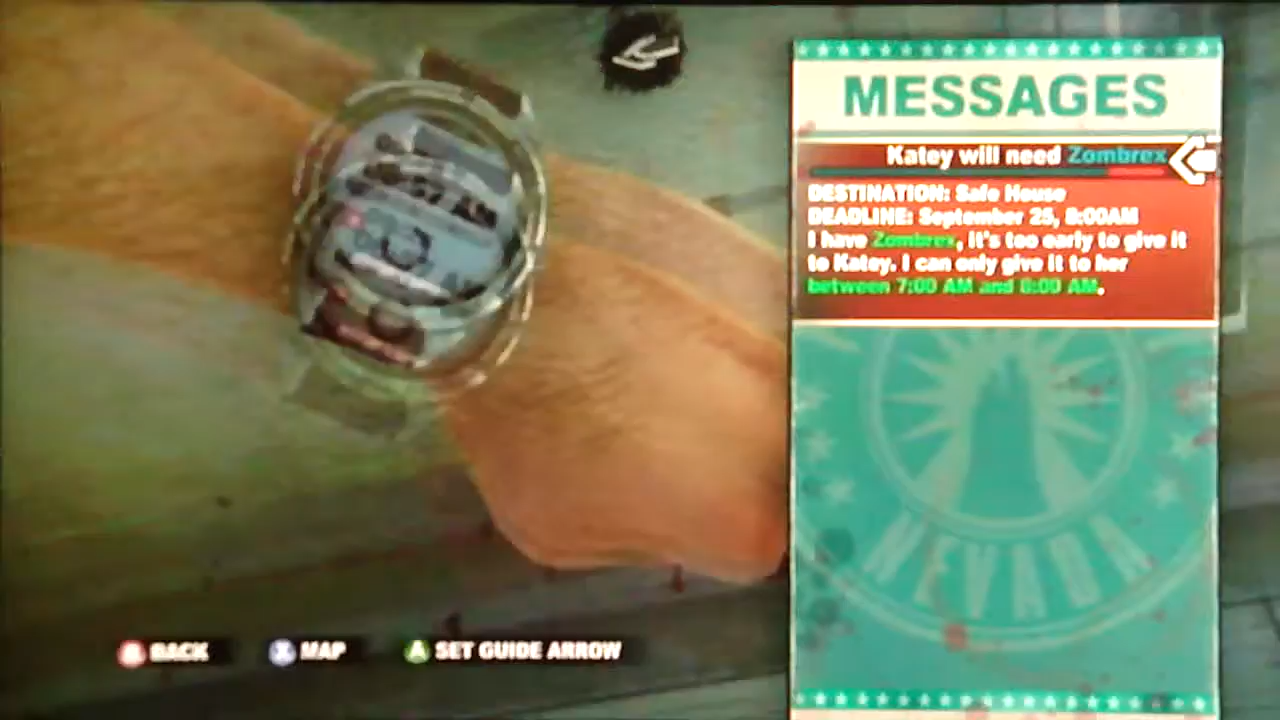 MESSAGES
Katey will need Zombrex
DESTINATION: Safe House
DEADLINE: September 25, 8:00AM
I have Zombrex, it's too early to give it
to Katey. I can only give it to her
between 7:00 AM and 8:00 AM.
NEVADA
BACK
MAP
A SET GUIDE ARROW